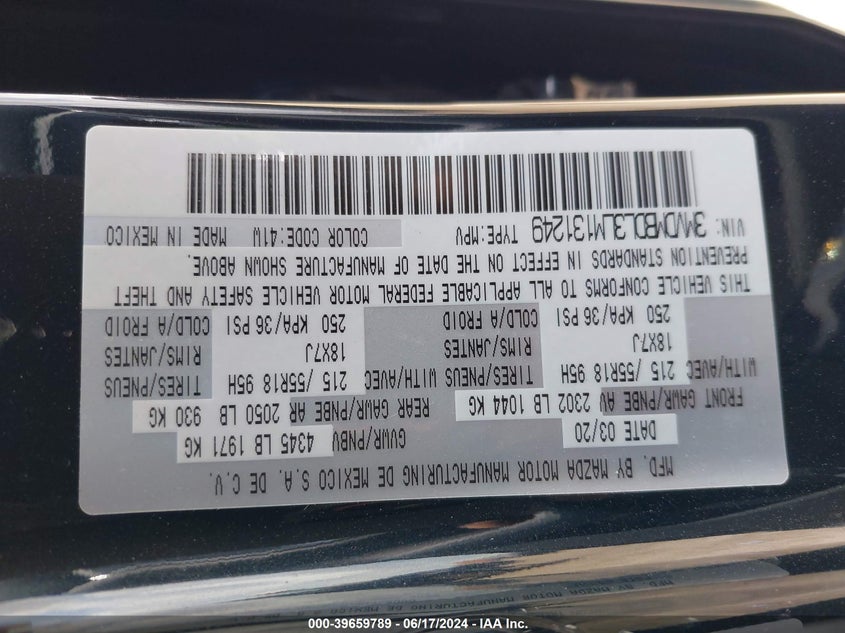 MFD. BY MAZDA MOTOR MANUFACTURING DE MEXICO S.A. DE C.V.
DATE 03/20 GVWR/PNBV 4345 LB 1971 KG
FRONT GAWR/PNBE AV 2302 LB 1044 KG REAR GAWR/PNBE AR 2050 LB 930 KG
WITH/AVEC 215 /55R18 95H TIRES/PNEUS WITH/AVEC 215 /55R18 95H TIRES/PNEUS
18X7J RIMS/JANTES 18X7J RIMS/JANTES
250 KPA/36 PSI COLD/A FROID 250 KPA/36 PSI COLD/A FROID
THIS VEHICLE CONFORMS TO ALL APPLICABLE FEDERAL MOTOR VEHICLE SAFETY AND THEFT
PREVENTION STANDARDS IN EFFECT ON THE DATE OF MANUFACTURE SHOWN ABOVE.
VIN: 3MVDMBDL3LM131249 TYPE:MPV COLOR CODE:41W MADE IN MEXICO
000-39659789 - 06/17/2024 - IAA Inc.